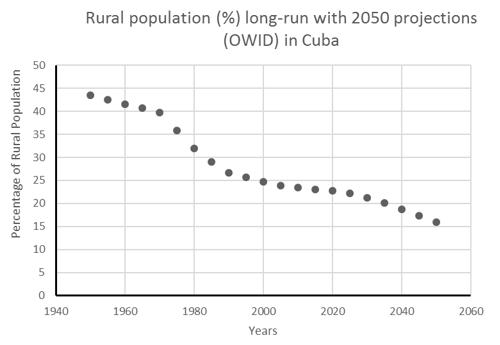 Rural population (%) long-run with 2050 projections
(OWID) in Cuba
Percentage of Rural Population
50
45
40
35
30
25
20
15
10
5
0
1940 1960 1980 2000 2020 2040 2060
Years